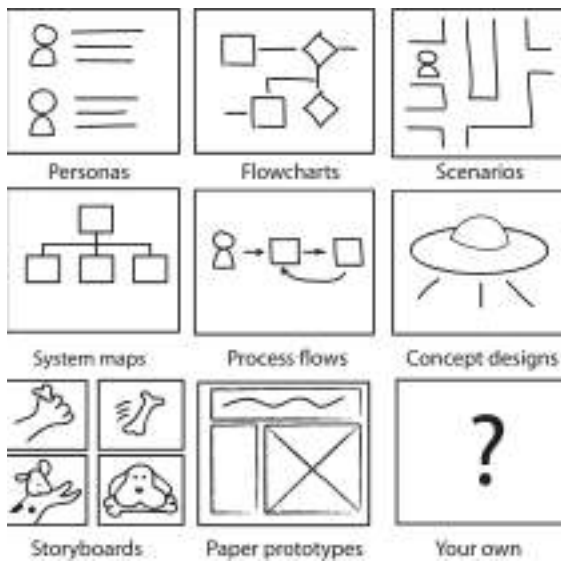 Personas
Flowcharts
Scenarios
System maps
Process flows
Concept designs
Storyboards
Paper prototypes
?
Your own